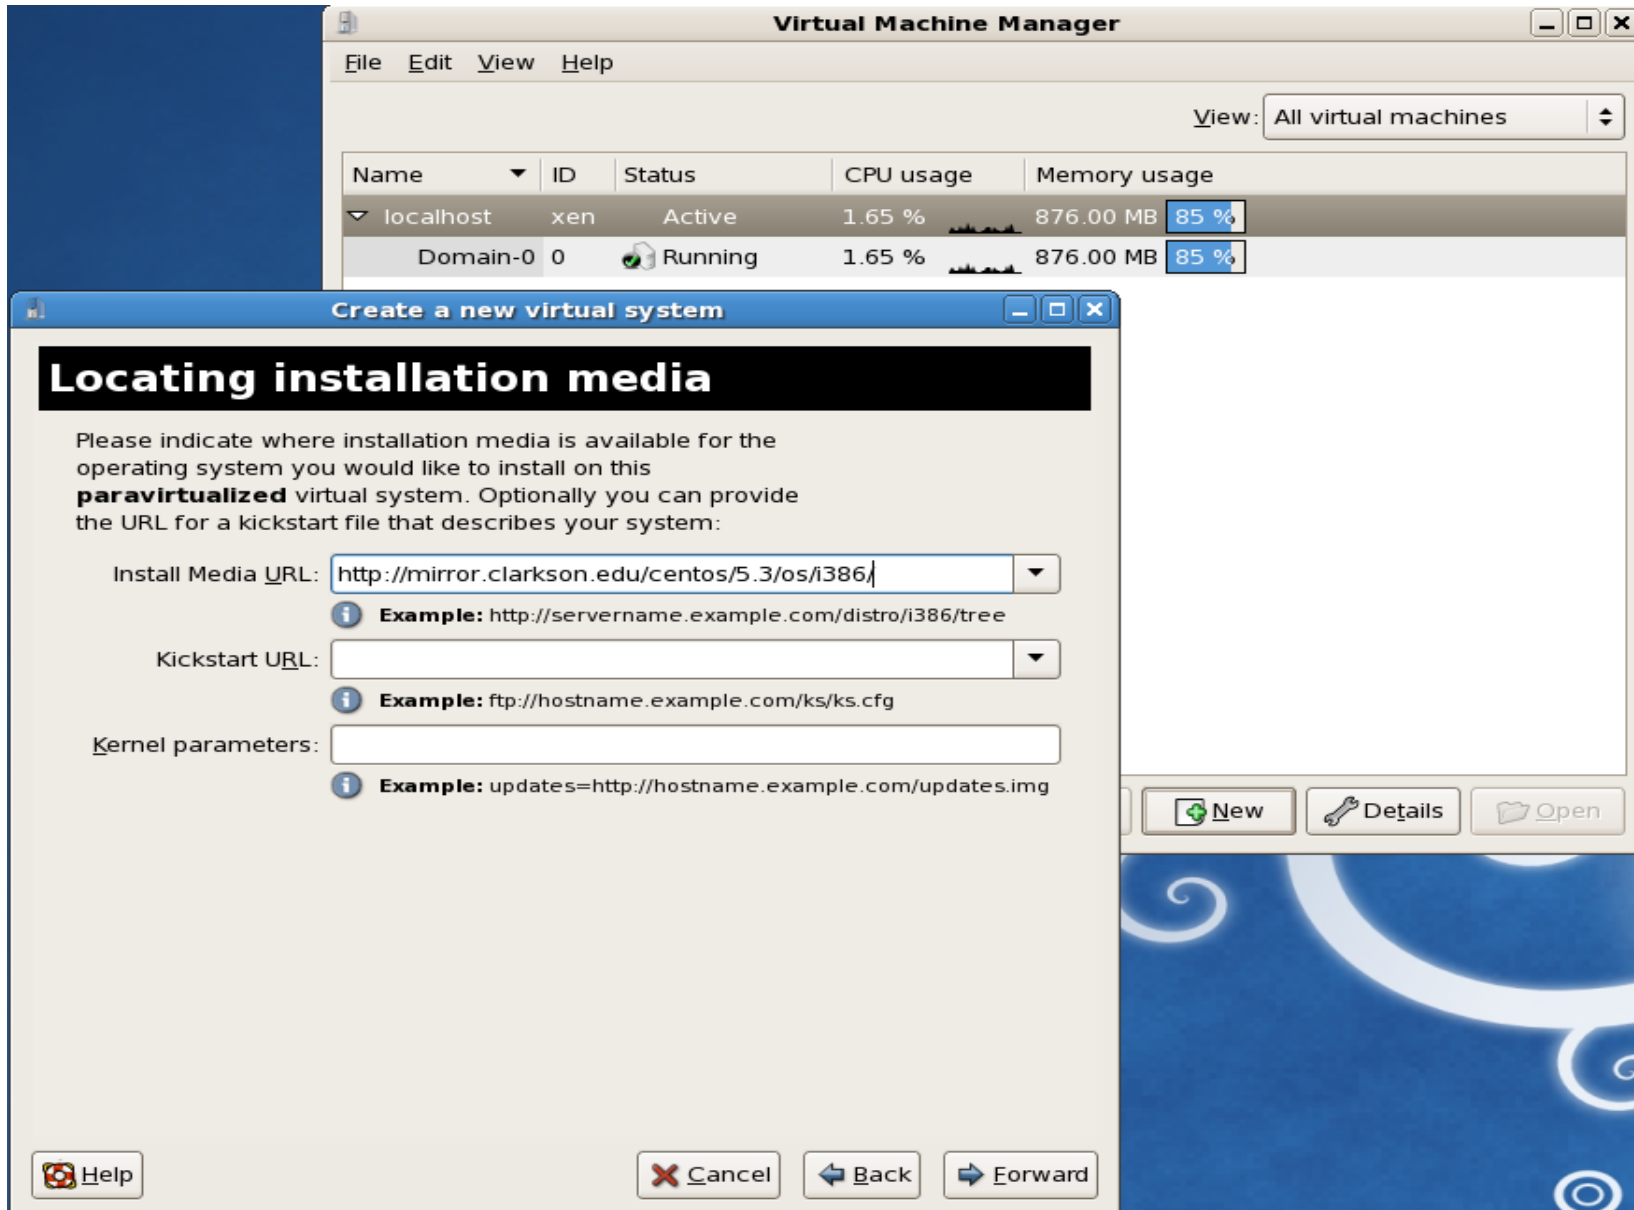 Virtual Machine Manager
File Edit View Help
View: All virtual machines
Name ID Status CPU usage Memory usage
localhost xen Active 1.65 % 876.00 MB 85 %
Domain-0 0 Running 1.65 % 876.00 MB 85 %
Create a new virtual system
Locating installation media
Please indicate where installation media is available for the
operating system you would like to install on this
paravirtualized virtual system. Optionally you can provide
the URL for a kickstart file that describes your system:
Install Media URL: http://mirror.clarkson.edu/centos/5.3/os/i386/
Example: http://servername.example.com/distro/i386/tree
Kickstart URL:
Example: ftp://hostname.example.com/ks/ks.cfg
Kernel parameters:
Example: updates=http://hostname.example.com/updates.img
New Details Open
Help Cancel Back Forward